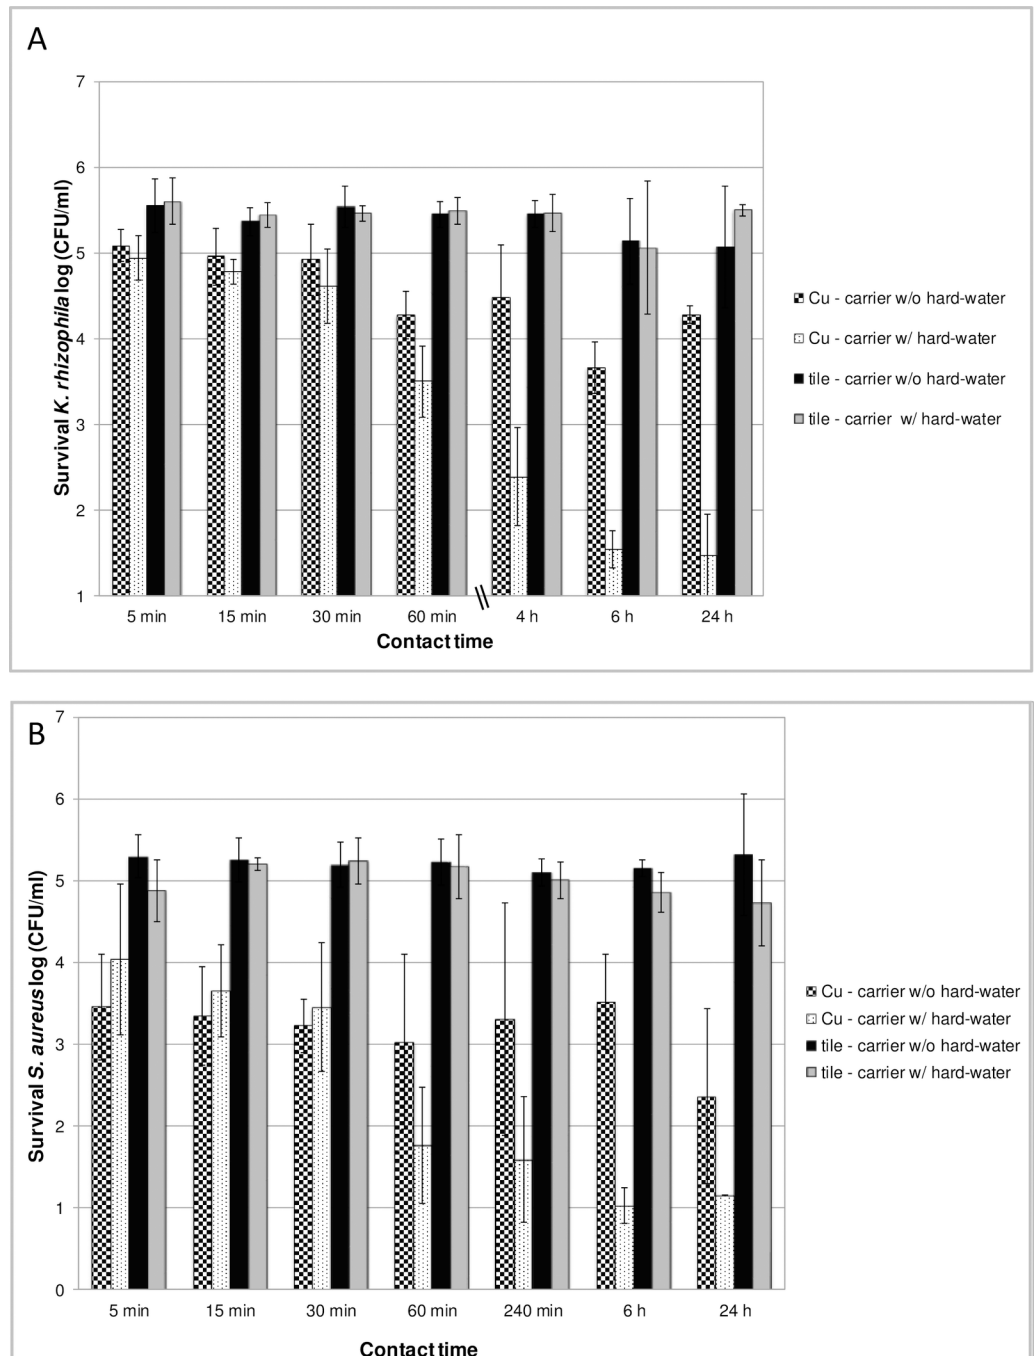 A
7
6
5
4
3
2
1
Survival K. rhizophila log (CFU/ml)
5 min 15 min 30 min 60 min 4 h 6 h 24 h
Contact time
Cu - carrier w/o hard-water
Cu - carrier w/ hard-water
tile - carrier w/o hard-water
tile - carrier w/ hard-water
B
7
6
5
4
3
2
1
0
Survival S. aureus log (CFU/ml)
5 min 15 min 30 min 60 min 240 min 6 h 24 h
Contact time
Cu - carrier w/o hard-water
Cu - carrier w/ hard-water
tile - carrier w/o hard-water
tile - carrier w/ hard-water